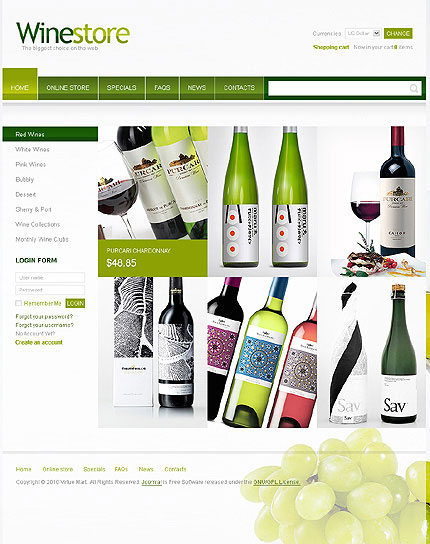 Winestore
The biggest choice on the web
Currencies US Dollar CHANGE
Shopping cart Now in your cart 0 items
HOME ONLINE STORE SPECIALS FAQS NEWS CONTACTS
Red Wines
White Wines
Pink Wines
Bubbly
Dessert
Sherry & Port
Wine Collections
Monthly Wine Clubs
LOGIN FORM
User name
Password
Remember Me LOGIN
Forgot your password?
Forgot your username?
No Account Yet?
Create an account
PURCARI
PURCARI
PURCARI CHARDONNAY
$48.85
PURCARI
Sav
Sav
Home Online store Specials FAQs News Contacts
Copyright © 2010 Virtue Mart. All Rights Reserved. Joomla! is Free Software released under the GNU/GPL License.